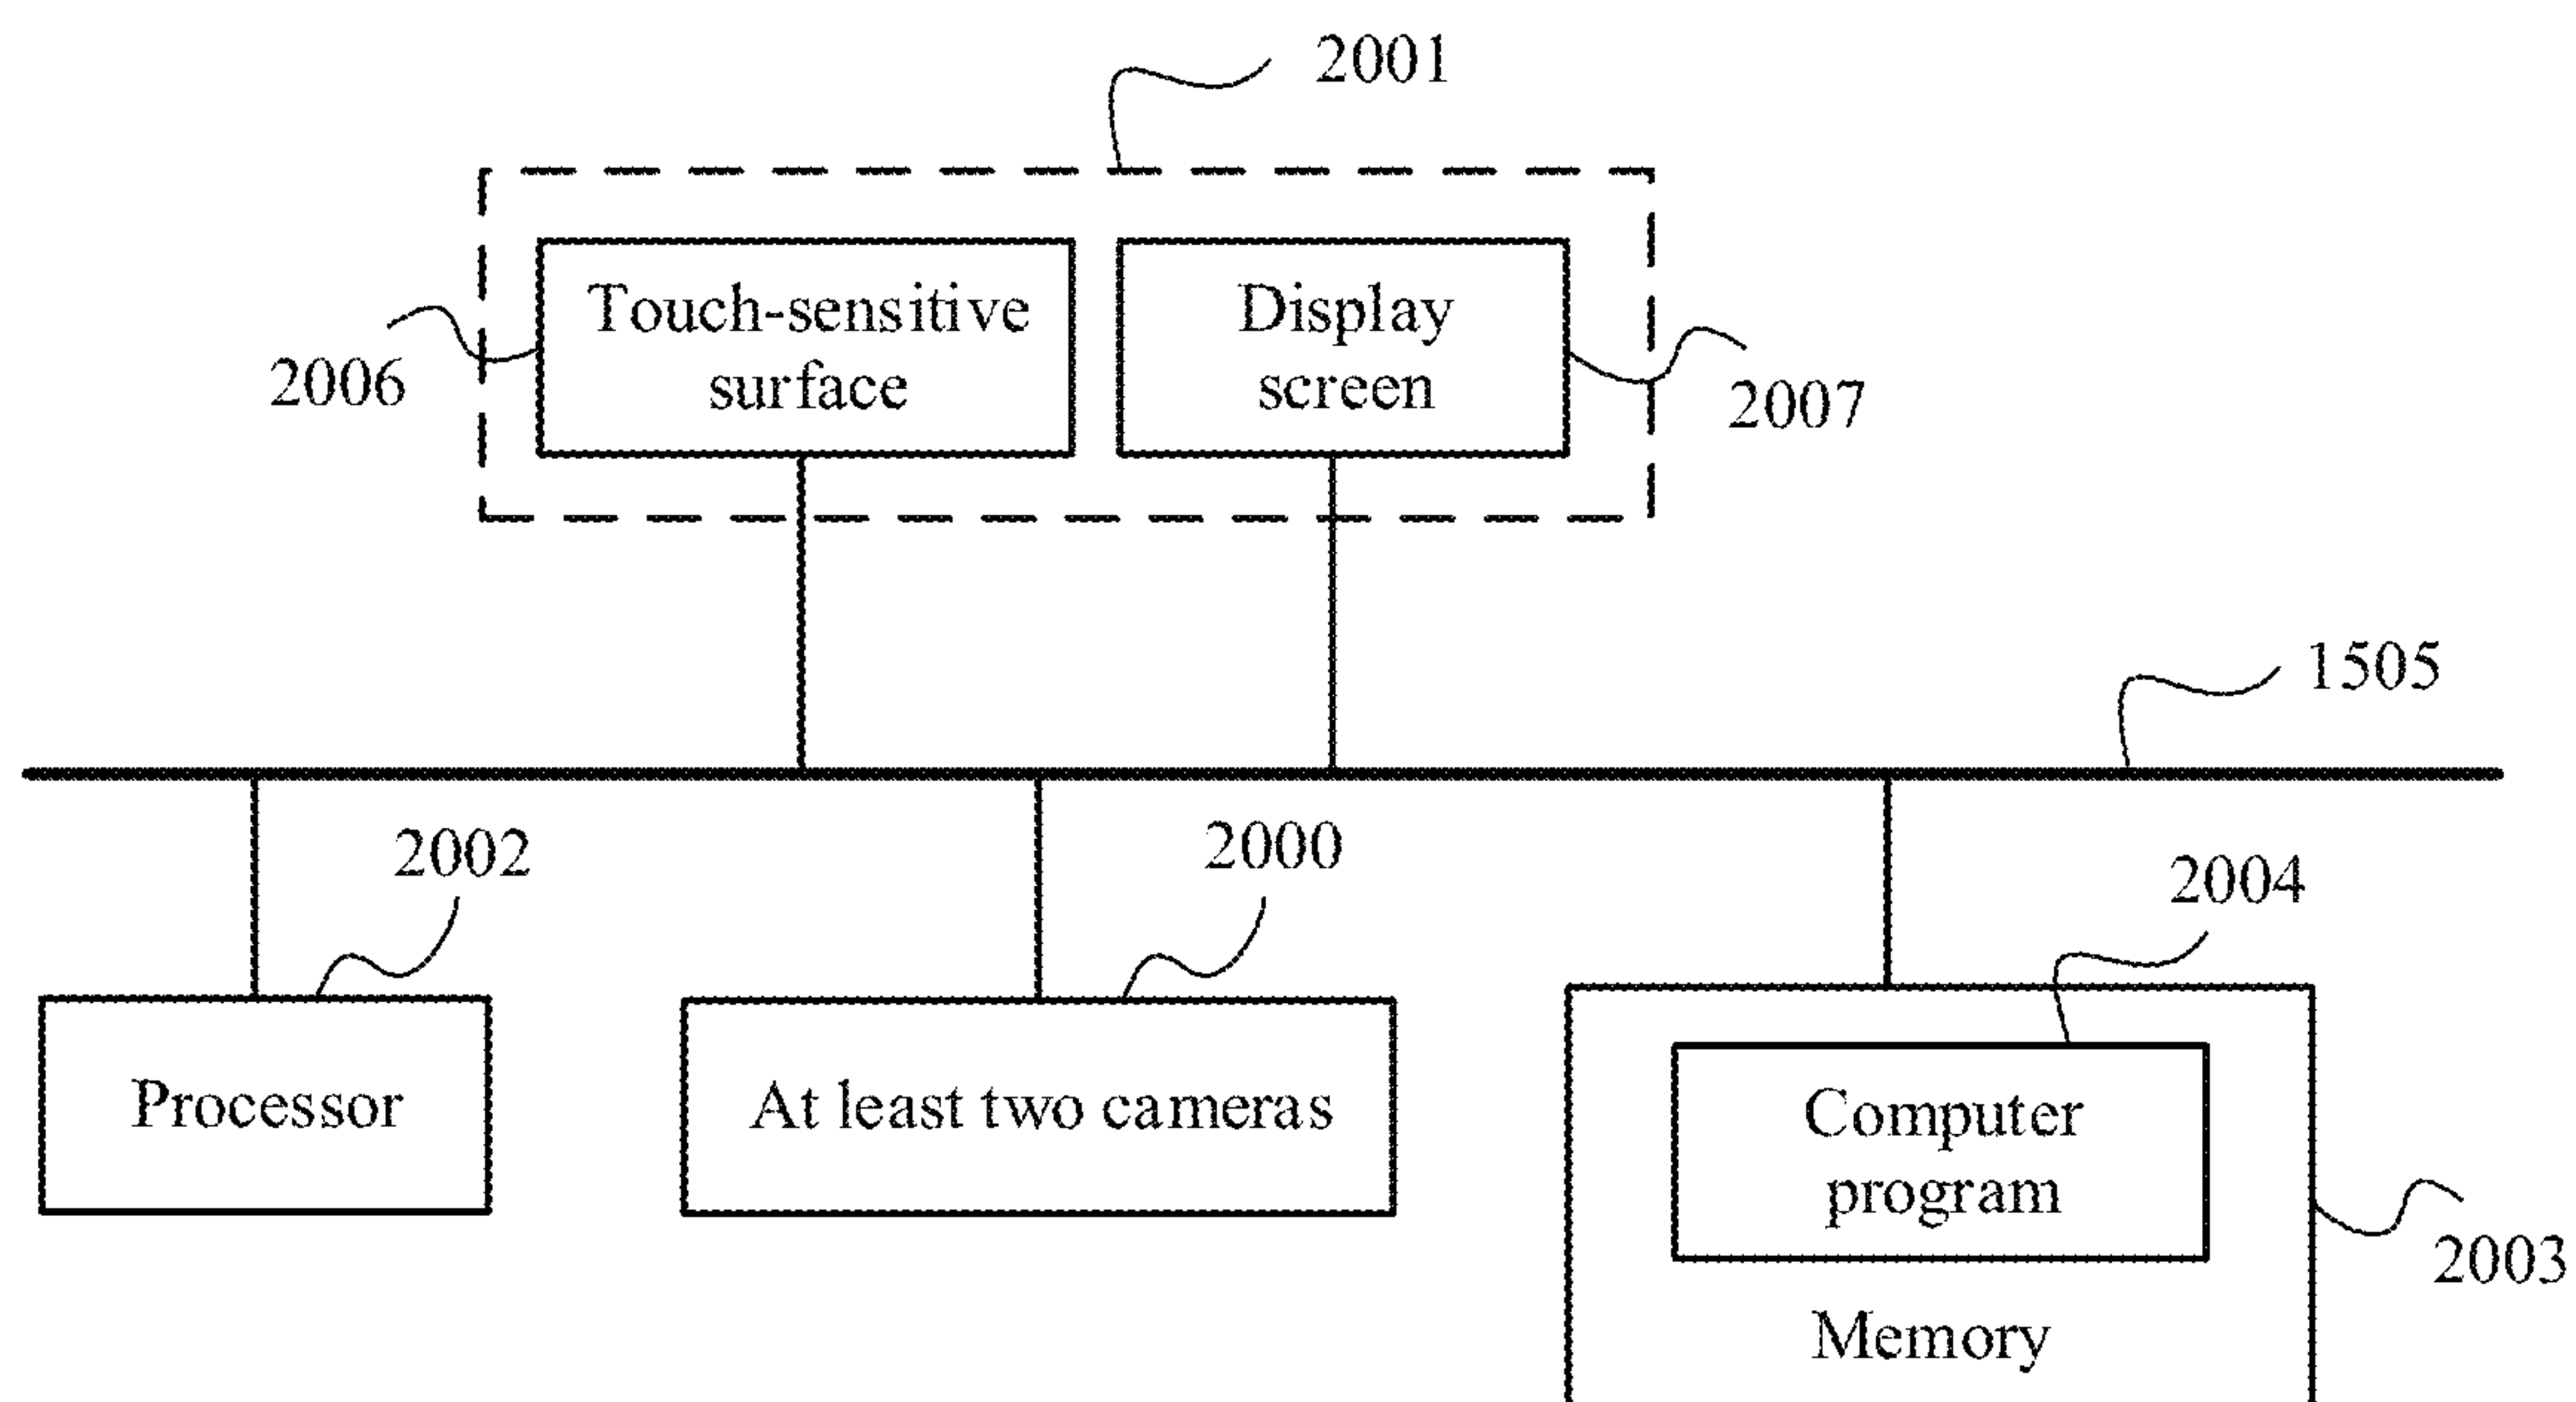 2001
Touch-sensitive
surface
Display
screen
2006
2007
1505
2002
2000
2004
Processor
At least two cameras
Computer
program
2003
Memory